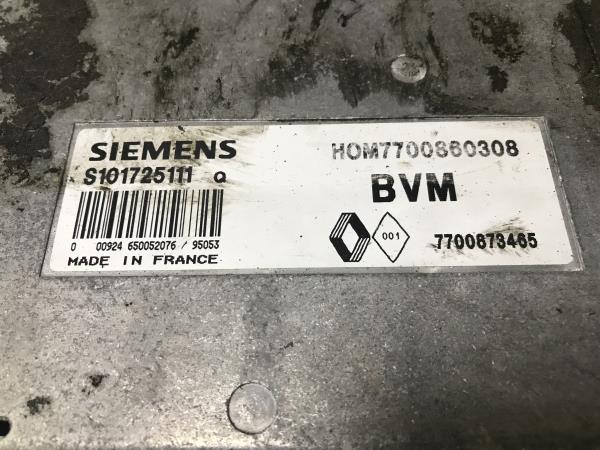 SIEMENS
HOM7700860308
S101725111 Q
BVM
001
7700873465
0 00924 650052076 / 95053
MADE IN FRANCE